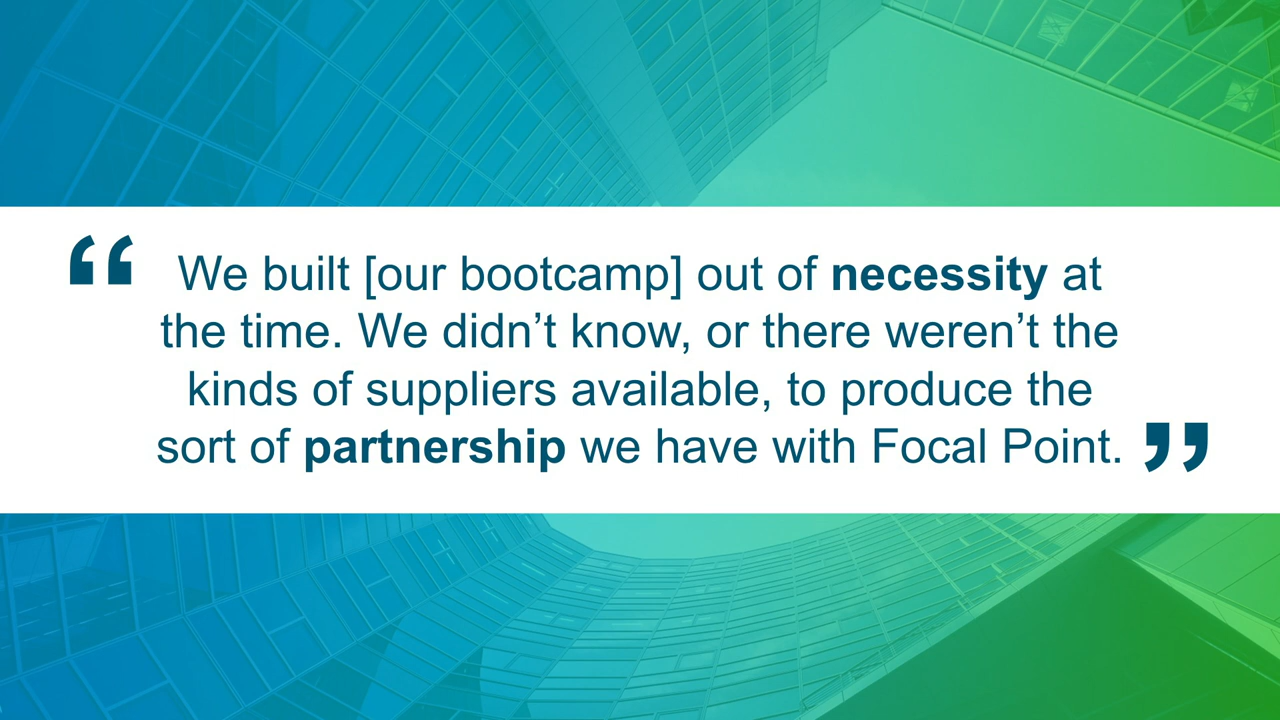 “We built [our bootcamp] out of necessity at
the time. We didn’t know, or there weren’t the
kinds of suppliers available, to produce the
sort of partnership we have with Focal Point.”